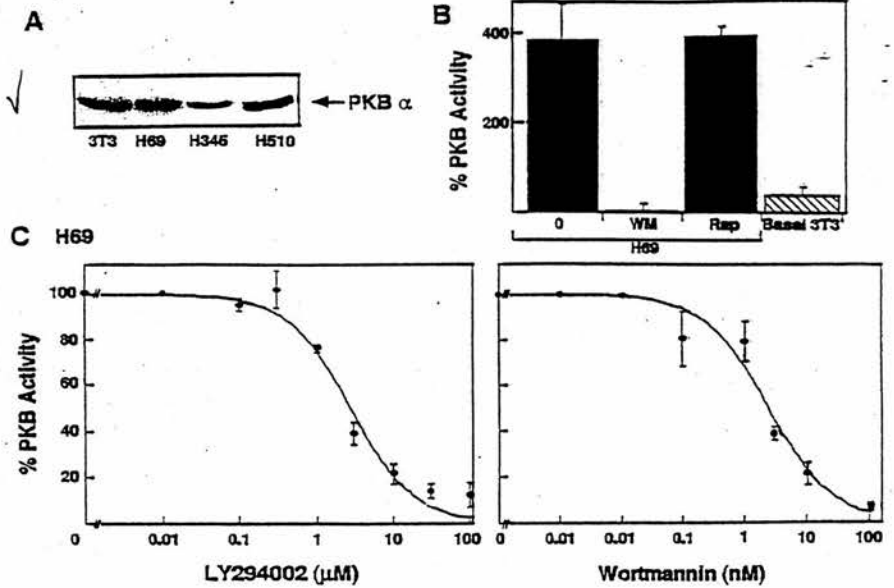 A
PKB α
3T3 H69 H345 H510
B
% PKB Activity
400
200
0 WM Rap Basal 3T3
H69
C H69
% PKB Activity
100
80
60
40
20
0 0.01 0.1 1 10 100
LY294002 (μM)
0 0.01 0.01 0.1 1 10 100
Wortmannin (nM)